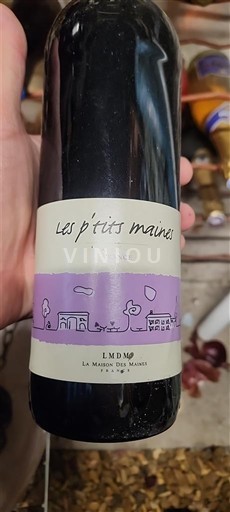 Les p'tits maines
VINIOU
LMDM
La Maison Des Maines
FRANCE